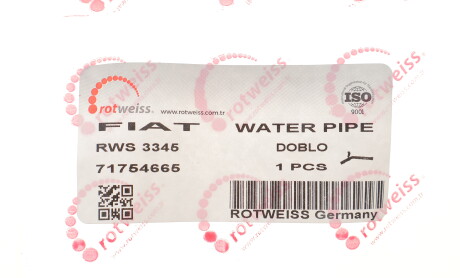 rotweiss
www.rotweiss.com.tr
ISO
9001
FIAT
WATER PIPE
RWS 3345
DOBLO
71754665
1 PCS
ROTWEISS Germany